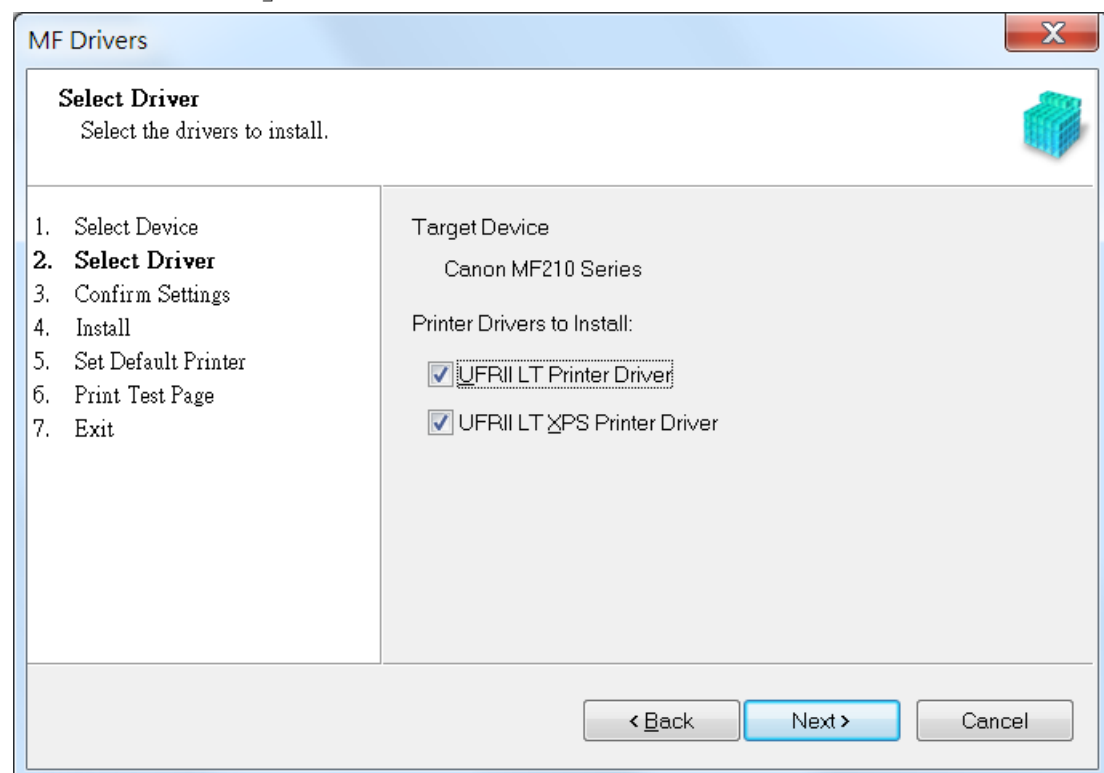 MF Drivers
Select Driver
Select the drivers to install.
1. Select Device
2. Select Driver
3. Confirm Settings
4. Install
5. Set Default Printer
6. Print Test Page
7. Exit
Target Device
Canon MF210 Series
Printer Drivers to Install:
UFRII LT Printer Driver
UFRII LT XPS Printer Driver
< Back
Next >
Cancel